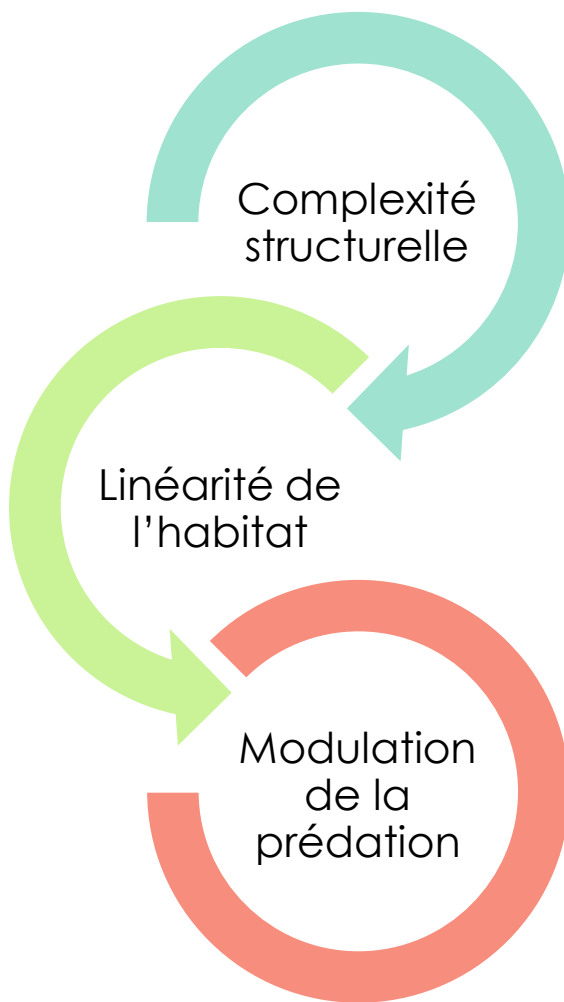 Complexité
structurelle
Linéarité de
l’habitat
Modulation
de la
prédation